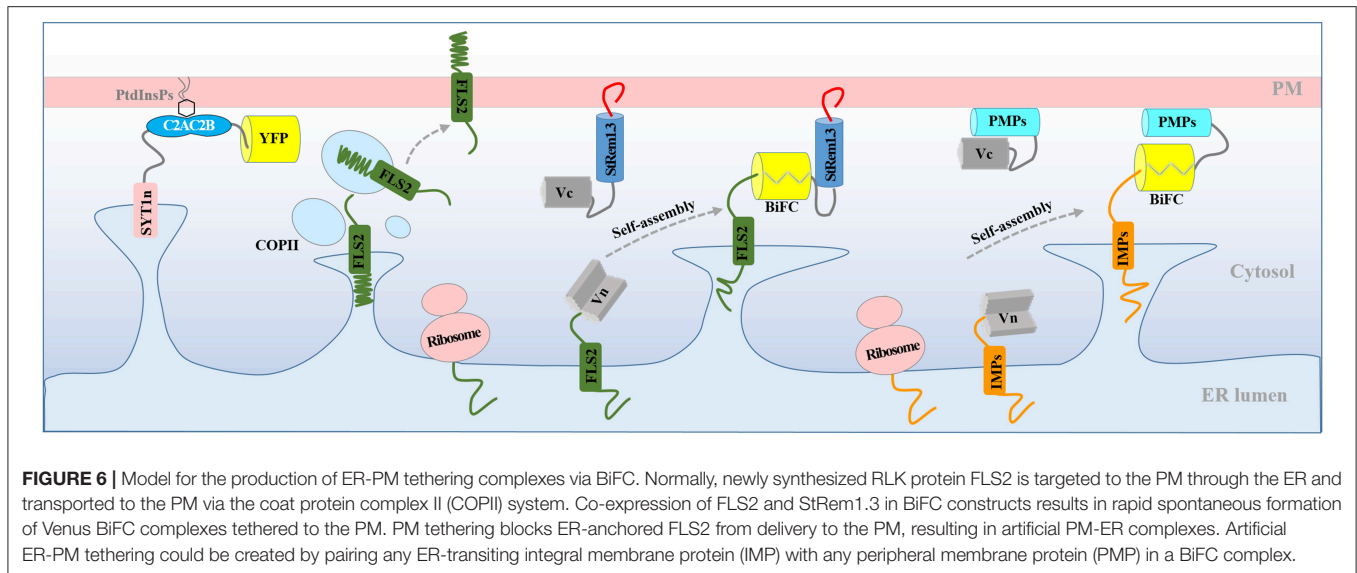 PM
PtdInsPs
C2AC2B
YFP
SYT1n
FLS2
FLS2
COPII
FLS2
Ribosome
StRem1.3
Vc
Self-assembly
Vn
FLS2
StRem1.3
BiFC
FLS2
PMPs
Vc
Self-assembly
Ribosome
Vn
IMPs
PMPs
BiFC
IMPs
Cytosol
ER lumen
FIGURE 6 | Model for the production of ER-PM tethering complexes via BiFC. Normally, newly synthesized RLK protein FLS2 is targeted to the PM through the ER and
transported to the PM via the coat protein complex II (COPII) system. Co-expression of FLS2 and StRem1.3 in BiFC constructs results in rapid spontaneous formation
of Venus BiFC complexes tethered to the PM. PM tethering blocks ER-anchored FLS2 from delivery to the PM, resulting in artificial PM-ER complexes. Artificial
ER-PM tethering could be created by pairing any ER-transiting integral membrane protein (IMP) with any peripheral membrane protein (PMP) in a BiFC complex.